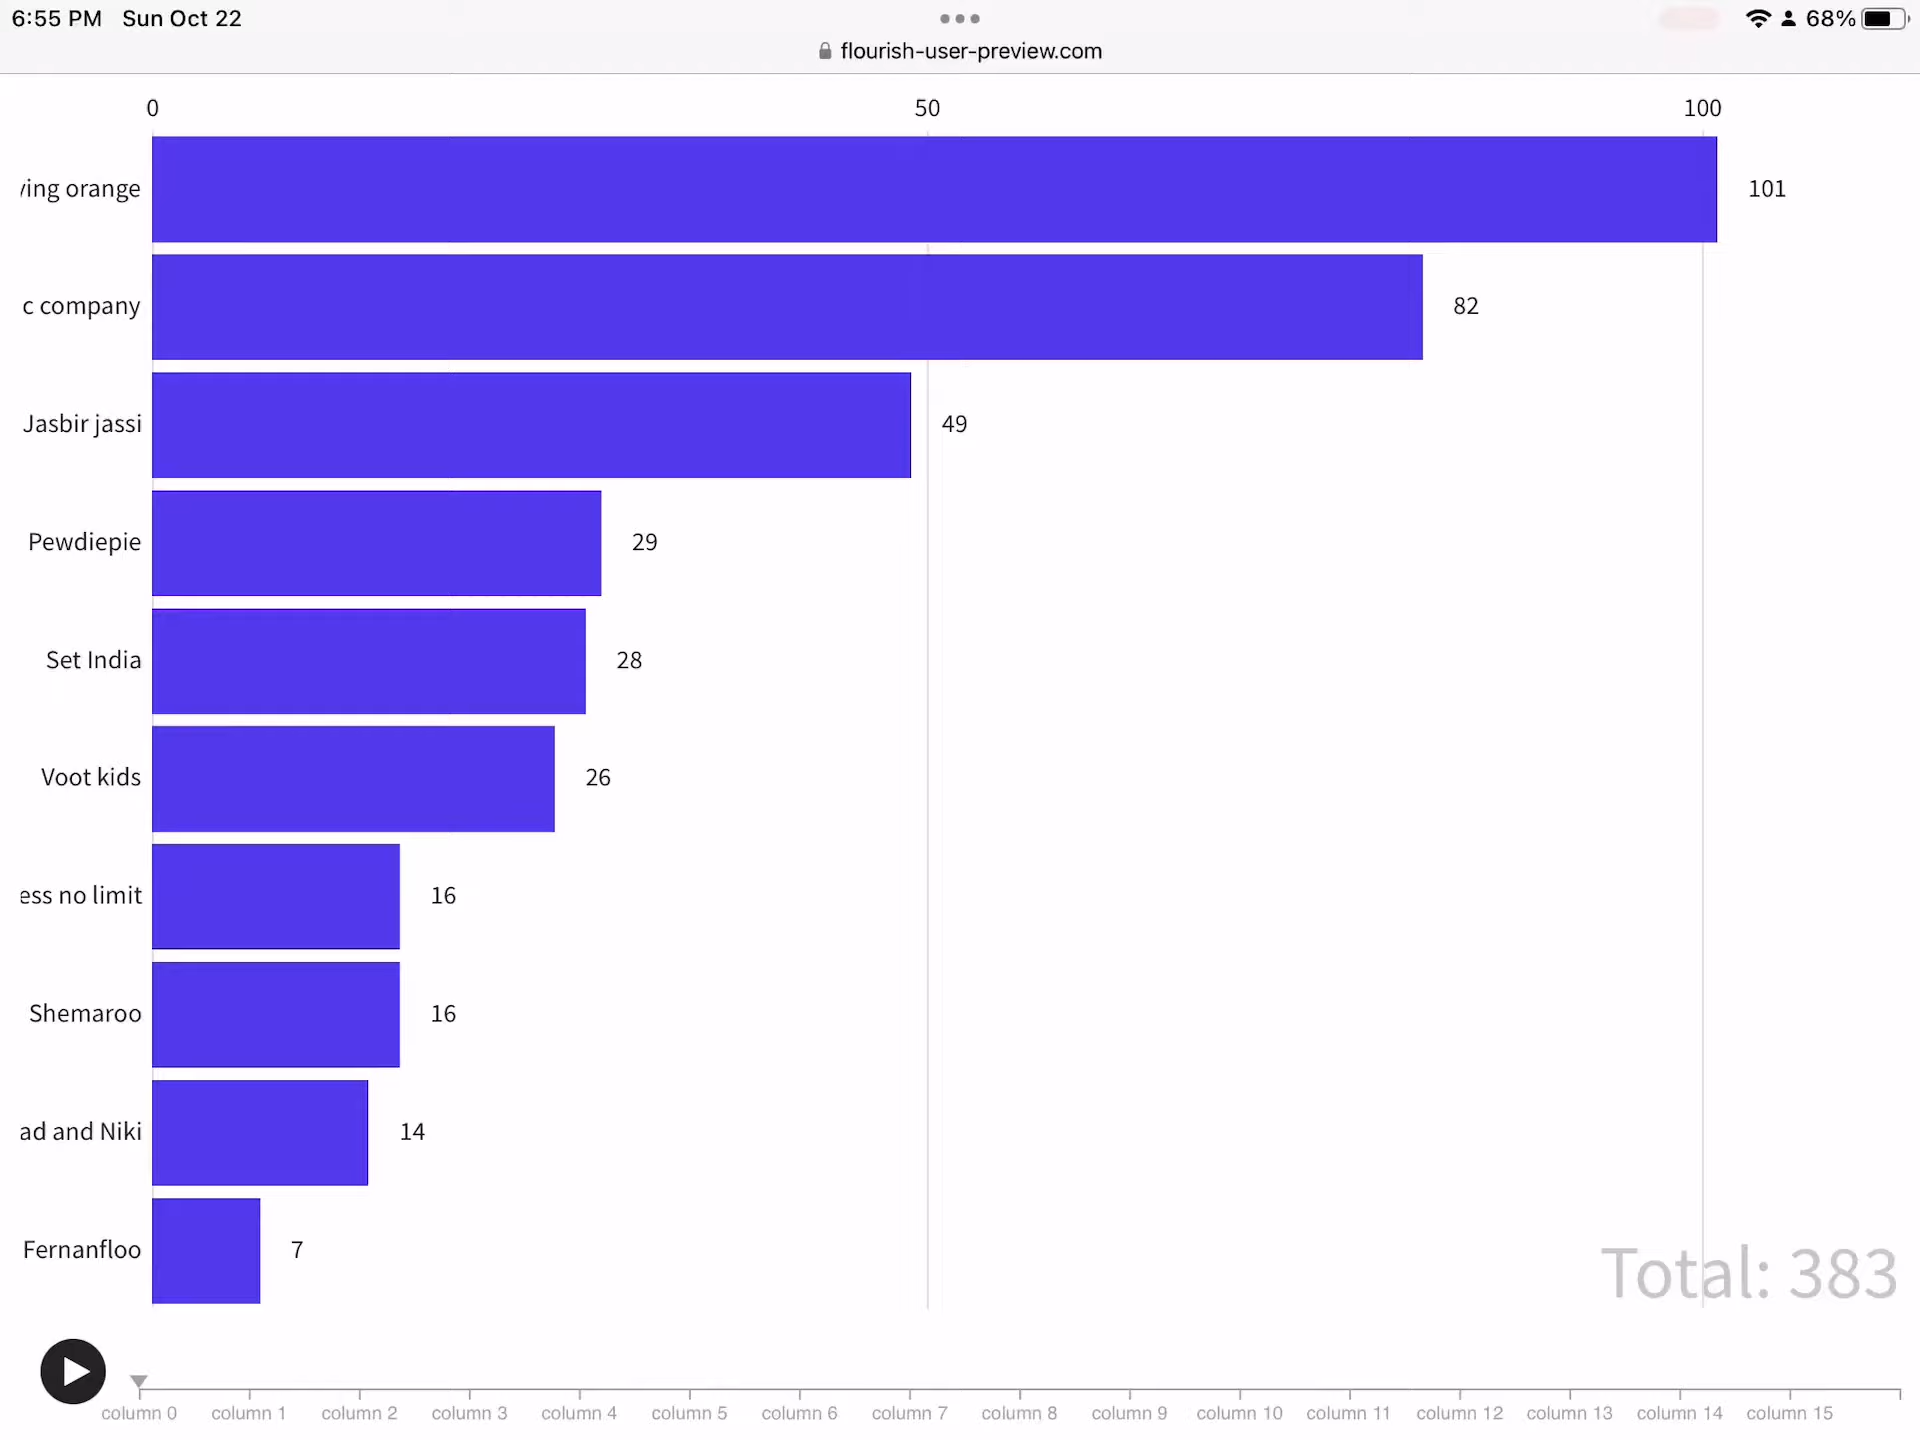 6:55 PM Sun Oct 22
68%
flourish-user-preview.com
0 50 100
ving orange 101
c company 82
Jasbir jassi 49
Pewdiepie 29
Set India 28
Voot kids 26
ess no limit 16
Shemaroo 16
ad and Niki 14
Fernanfloo 7
Total: 383
column 0 column 1 column 2 column 3 column 4 column 5 column 6 column 7 column 8 column 9 column 10 column 11 column 12 column 13 column 14 column 15